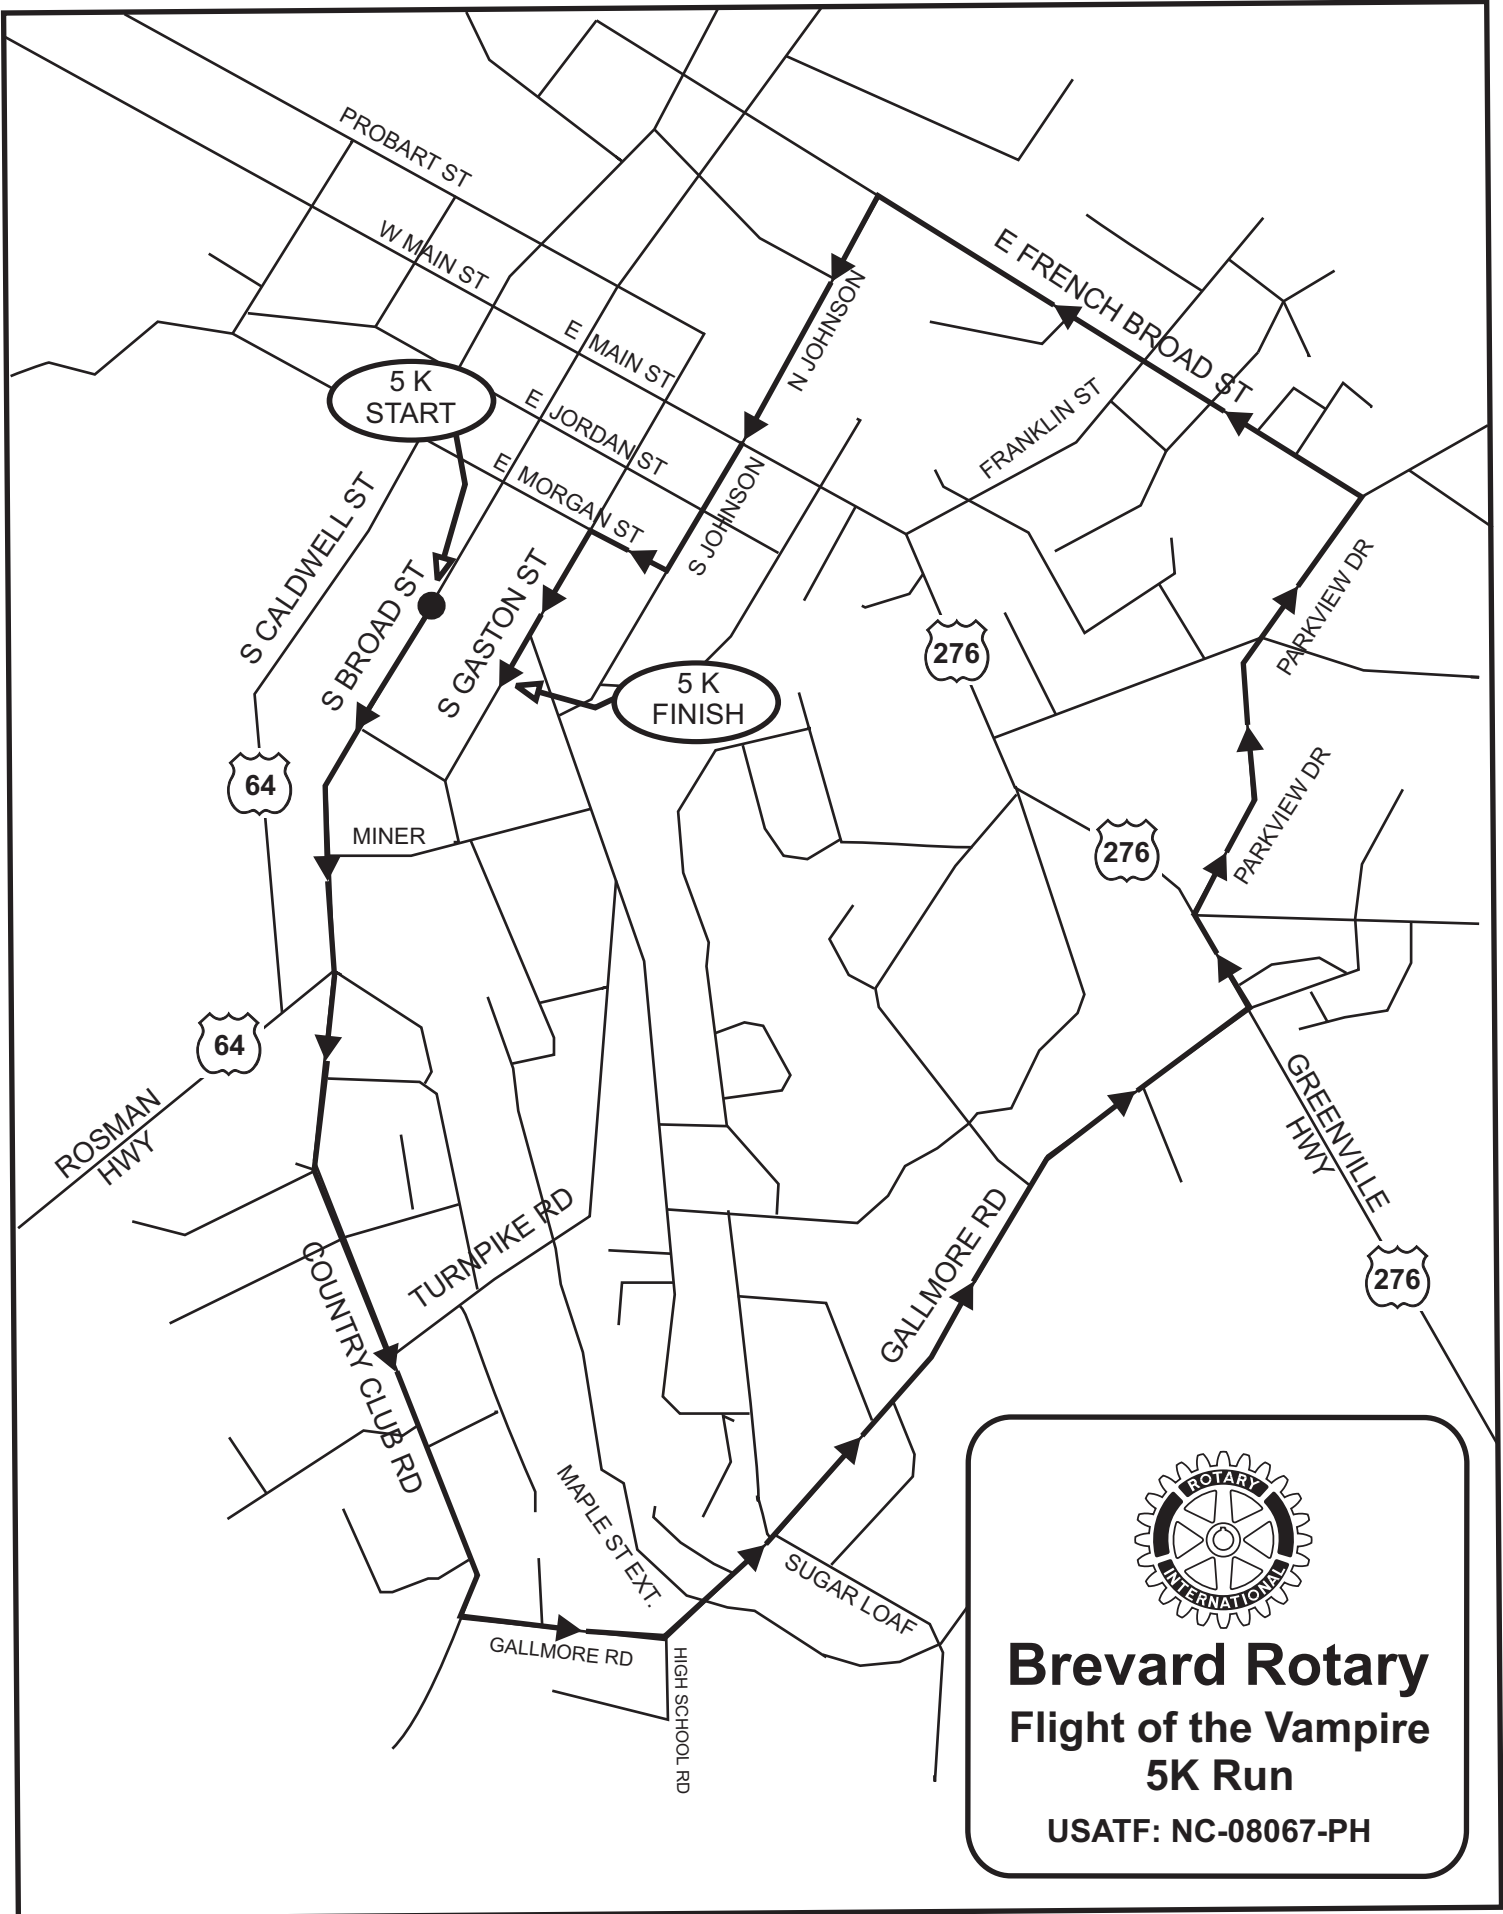 PROBART ST
W MAIN ST
E MAIN ST
E JORDAN ST
E MORGAN ST
5 K
START
N JOHNSON
S JOHNSON
E FRENCH BROAD ST
FRANKLIN ST
S CALDWELL ST
S BROAD ST
S GASTON ST
5 K
FINISH
276
PARKVIEW DR
64
MINER
276
PARKVIEW DR
64
ROSMAN
HWY
GREENVILLE
HWY
276
TURNPIKE RD
COUNTRY CLUB RD
GALLMORE RD
MAPLE ST EXT.
SUGAR LOAF
GALLMORE RD
HIGH SCHOOL RD
ROTARY
INTERNATIONAL
Brevard Rotary
Flight of the Vampire
5K Run
USATF: NC-08067-PH